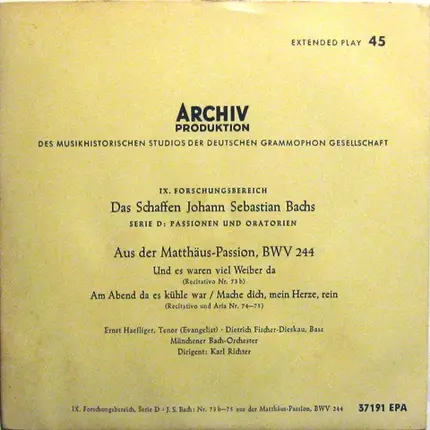 EXTENDED PLAY 45
ARCHIV
PRODUKTION
DES MUSIKHISTORISCHEN STUDIOS DER DEUTSCHEN GRAMMOPHON GESELLSCHAFT
IX. FORSCHUNGSBEREICH
Das Schaffen Johann Sebastian Bachs
SERIE D: PASSIONEN UND ORATORIEN
Aus der Matthäus-Passion, BWV 244
Und es waren viel Weiber da
(Recitativo Nr. 73 b)
Am Abend da es kühle war / Mache dich, mein Herze, rein
(Recitativo und Aria Nr. 74–75)
Ernst Haefliger, Tenor (Evangelist) · Dietrich Fischer-Dieskau, Bass
Münchener Bach-Orchester
Dirigent: Karl Richter
IX. Forschungsbereich, Serie D · J. S. Bach: Nr. 73 b–75 aus der Matthäus-Passion, BWV 244 37191 EPA